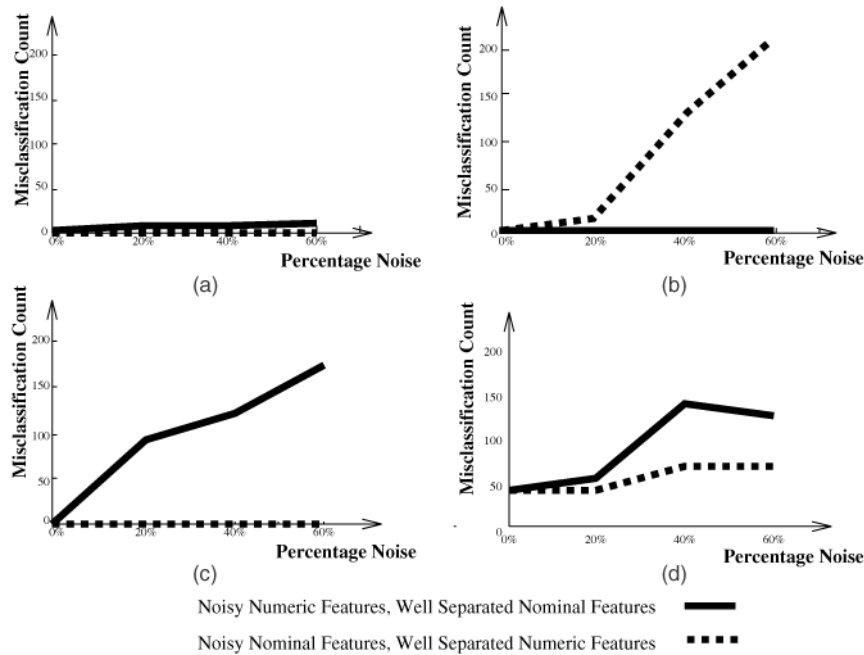 Misclassification Count
200
150
100
50
0
0%
20%
40%
60%
Percentage Noise
(a)
Misclassification Count
200
150
100
50
0
0%
20%
40%
60%
Percentage Noise
(b)
Misclassification Count
200
150
100
50
0
0%
20%
40%
60%
Percentage Noise
(c)
Misclassification Count
200
150
100
50
0
0%
20%
40%
60%
Percentage Noise
(d)
Noisy Numeric Features, Well Separated Nominal Features
Noisy Nominal Features, Well Separated Numeric Features